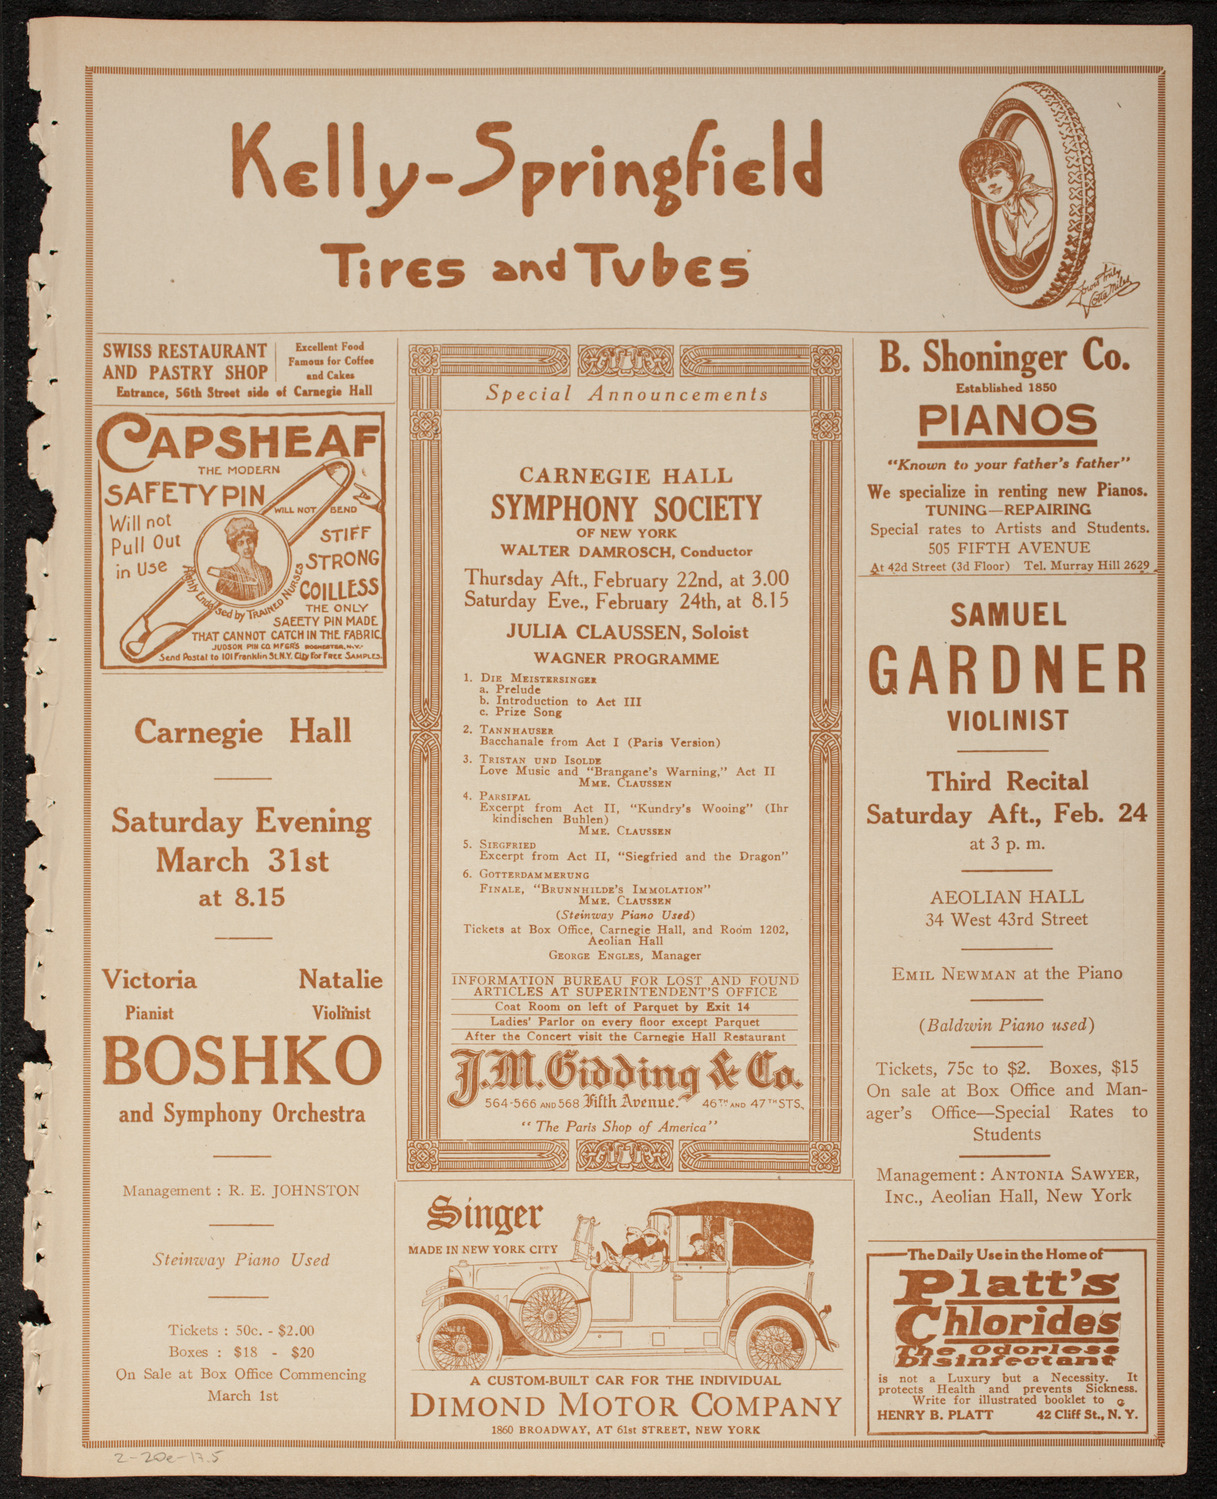 Kelly-Springfield
Tires and Tubes
Yours truly
Lotta Miles
SWISS RESTAURANT
AND PASTRY SHOP
Excellent Food
Famous for Coffee
and Cakes
Entrance, 56th Street side of Carnegie Hall
CAPSHEAF
THE MODERN
SAFETY PIN
WILL NOT BEND
Will not
Pull Out
in Use
STIFF
STRONG
COILLESS
Highly Endorsed by TRAINED NURSES
THE ONLY
SAFETY PIN MADE
THAT CANNOT CATCH IN THE FABRIC
JUDSON PIN CO. MFGRS ROCHESTER, N.Y.
Send Postal to 101 Franklin St. N.Y. City for FREE SAMPLES.
Carnegie Hall
Saturday Evening
March 31st
at 8.15
Victoria Natalie
Pianist Violinist
BOSHKO
and Symphony Orchestra
Management : R. E. JOHNSTON
Steinway Piano Used
Tickets : 50c. - $2.00
Boxes : $18 - $20
On Sale at Box Office Commencing
March 1st
Special Announcements
CARNEGIE HALL
SYMPHONY SOCIETY
OF NEW YORK
WALTER DAMROSCH, Conductor
Thursday Aft., February 22nd, at 3.00
Saturday Eve., February 24th, at 8.15
JULIA CLAUSSEN, Soloist
WAGNER PROGRAMME
1. DIE MEISTERSINGER
a. Prelude
b. Introduction to Act III
c. Prize Song
2. TANNHAUSER
Bacchanale from Act I (Paris Version)
3. TRISTAN UND ISOLDE
Love Music and "Brangane's Warning," Act II
MME. CLAUSSEN
4. PARSIFAL
Excerpt from Act II, "Kundry's Wooing" (Ihr
kindischen Buhlen)
MME. CLAUSSEN
5. SIEGFRIED
Excerpt from Act II, "Siegfried and the Dragon"
6. GOTTERDAMMERUNG
FINALE, "BRUNNHILDE'S IMMOLATION"
MME. CLAUSSEN
(Steinway Piano Used)
Tickets at Box Office, Carnegie Hall, and Room 1202,
Aeolian Hall
GEORGE ENGLES, Manager
INFORMATION BUREAU FOR LOST AND FOUND
ARTICLES AT SUPERINTENDENT'S OFFICE
Coat Room on left of Parquet by Exit 14
Ladies' Parlor on every floor except Parquet
After the Concert visit the Carnegie Hall Restaurant
J. M. Gidding & Co.
564-566 AND 568 Fifth Avenue. 46TH AND 47TH STS.
"The Paris Shop of America"
Singer
MADE IN NEW YORK CITY
A CUSTOM-BUILT CAR FOR THE INDIVIDUAL
DIMOND MOTOR COMPANY
1860 BROADWAY, AT 61st STREET, NEW YORK
B. Shoninger Co.
Established 1850
PIANOS
"Known to your father's father"
We specialize in renting new Pianos.
TUNING—REPAIRING
Special rates to Artists and Students.
505 FIFTH AVENUE
At 42d Street (3d Floor) Tel. Murray Hill 2629
SAMUEL
GARDNER
VIOLINIST
Third Recital
Saturday Aft., Feb. 24
at 3 p. m.
AEOLIAN HALL
34 West 43rd Street
EMIL NEWMAN at the Piano
(Baldwin Piano used)
Tickets, 75c to $2. Boxes, $15
On sale at Box Office and Man-
ager's Office—Special Rates to
Students
Management: ANTONIA SAWYER,
INC., Aeolian Hall, New York
The Daily Use in the Home of
Platt's
Chlorides
The Odorless
Disinfectant
is not a Luxury but a Necessity. It
protects Health and prevents Sickness.
Write for illustrated booklet to
HENRY B. PLATT 42 Cliff St., N. Y.
2-20e-17.5